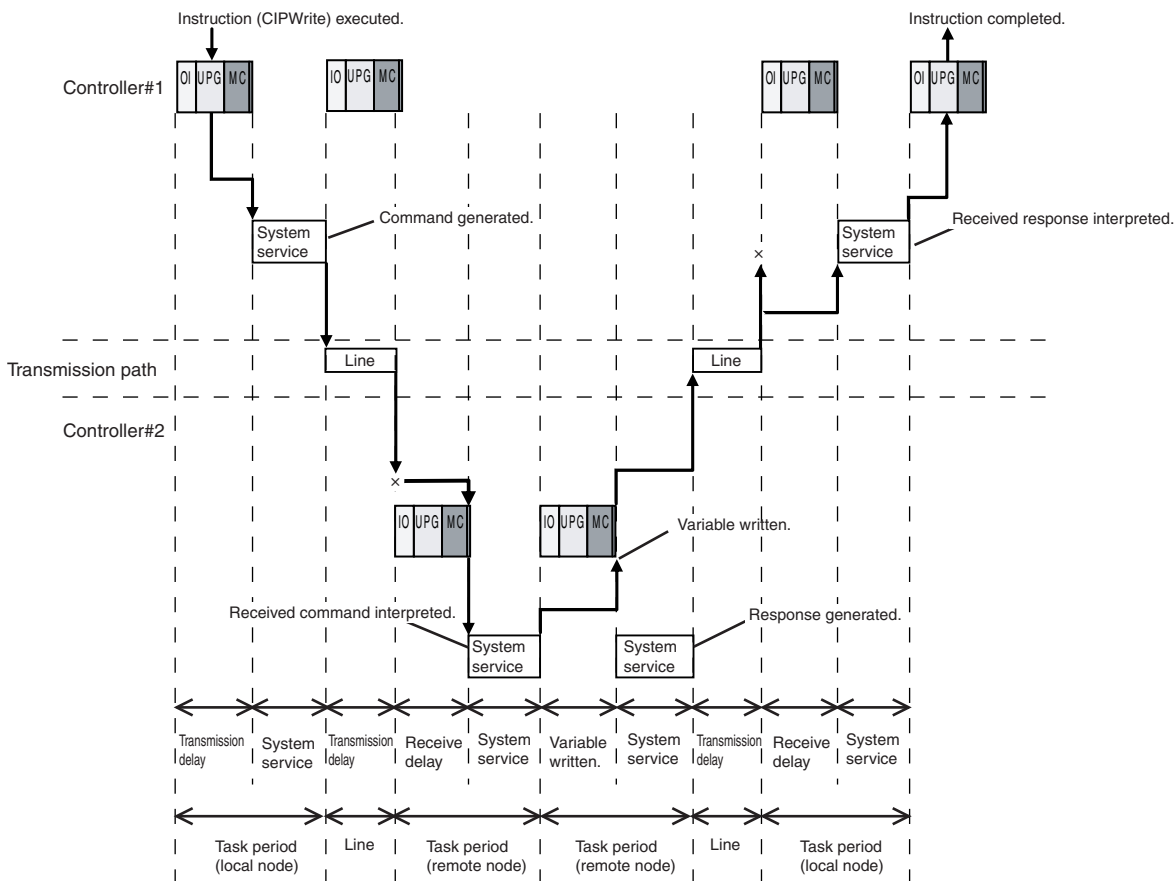 Instruction (CIPWrite) executed.
Instruction completed.
Controller#1
OI UPG MC
IO UPG MC
OI UPG MC
OI UPG MC
Command generated.
System
service
System
service
Received response interpreted.
×
Line
Line
Transmission path
Controller#2
×
IO UPG MC
IO UPG MC
Variable written.
Received command interpreted.
Response generated.
System
service
System
service
Transmission
delay
System
service
Transmission
delay
Receive
delay
System
service
Variable
written.
System
service
Transmission
delay
Receive
delay
System
service
Task period
(local node)
Line
Task period
(remote node)
Task period
(remote node)
Line
Task period
(local node)